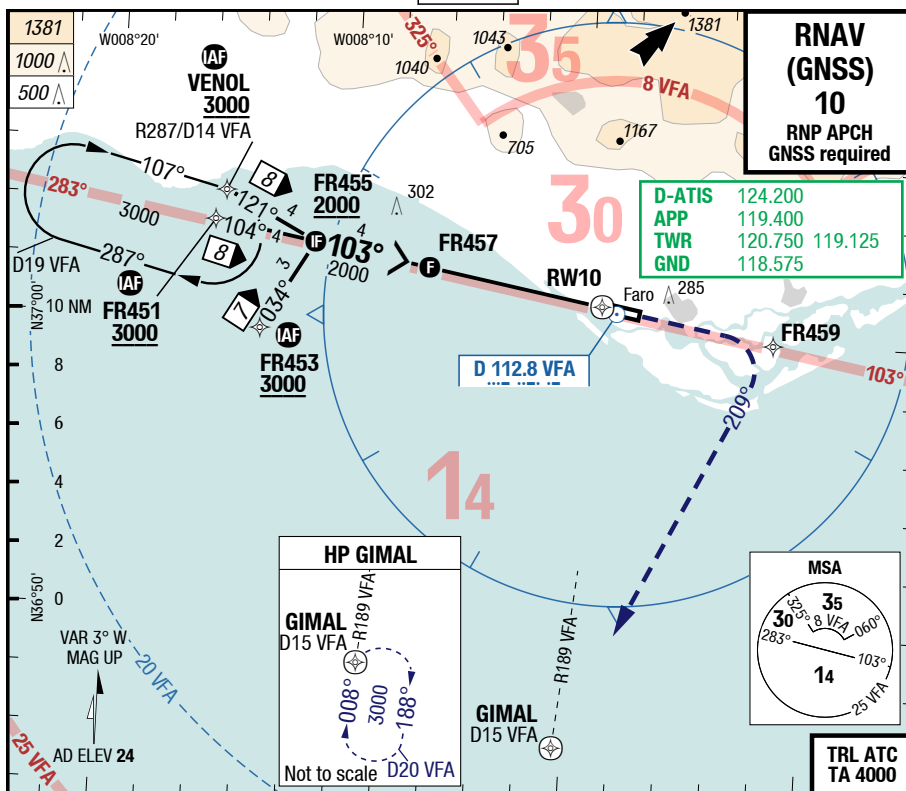 1381
1000
500
W008°20'
W008°10'
325°
1040
1043
35
1381
8 VFA
705
1167
RNAV
(GNSS)
10
RNP APCH
GNSS required
IAF
VENOL
3000
R287/D14 VFA
107°
8
121°
4
FR455
2000
302
30
D-ATIS 124.200
APP 119.400
TWR 120.750 119.125
GND 118.575
283°
3000
104°
4
IF
103°
4
2000
F
FR457
RW10
Faro
285
8
287°
D19 VFA
IAF
FR451
3000
3
034°
7
IAF
FR453
3000
FR459
103°
D 112.8 VFA
209°
N37°00'
10 NM
8
6
4
2
0
N36°50'
14
VAR 3° W
MAG UP
AD ELEV 24
20 VFA
25 VFA
HP GIMAL
GIMAL
D15 VFA
R189 VFA
008°
3000
188°
D20 VFA
Not to scale
R189 VFA
GIMAL
D15 VFA
MSA
35
325°
8 VFA
060°
30
283°
103°
14
25 VFA
TRL ATC
TA 4000